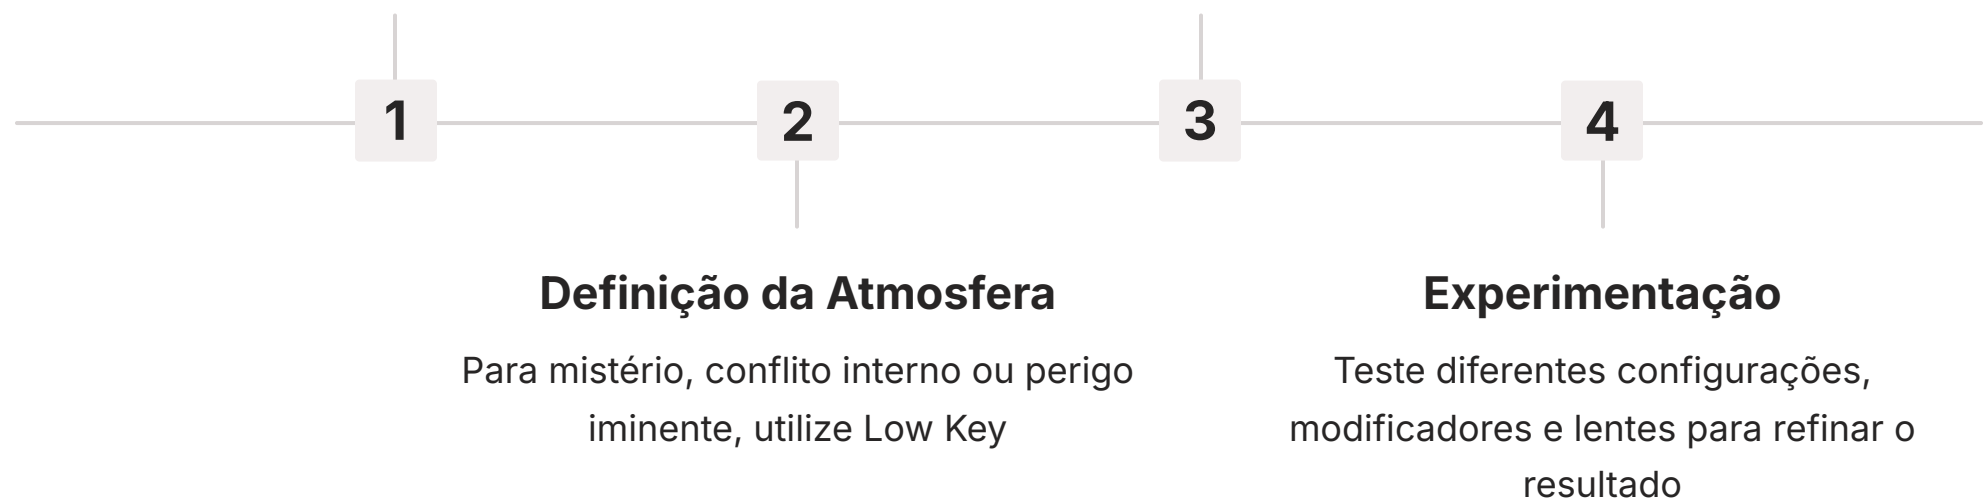 1
2
3
4
Definição da Atmosfera
Para mistério, conflito interno ou perigo
iminente, utilize Low Key
Experimentação
Teste diferentes configurações,
modificadores e lentes para refinar o
resultado